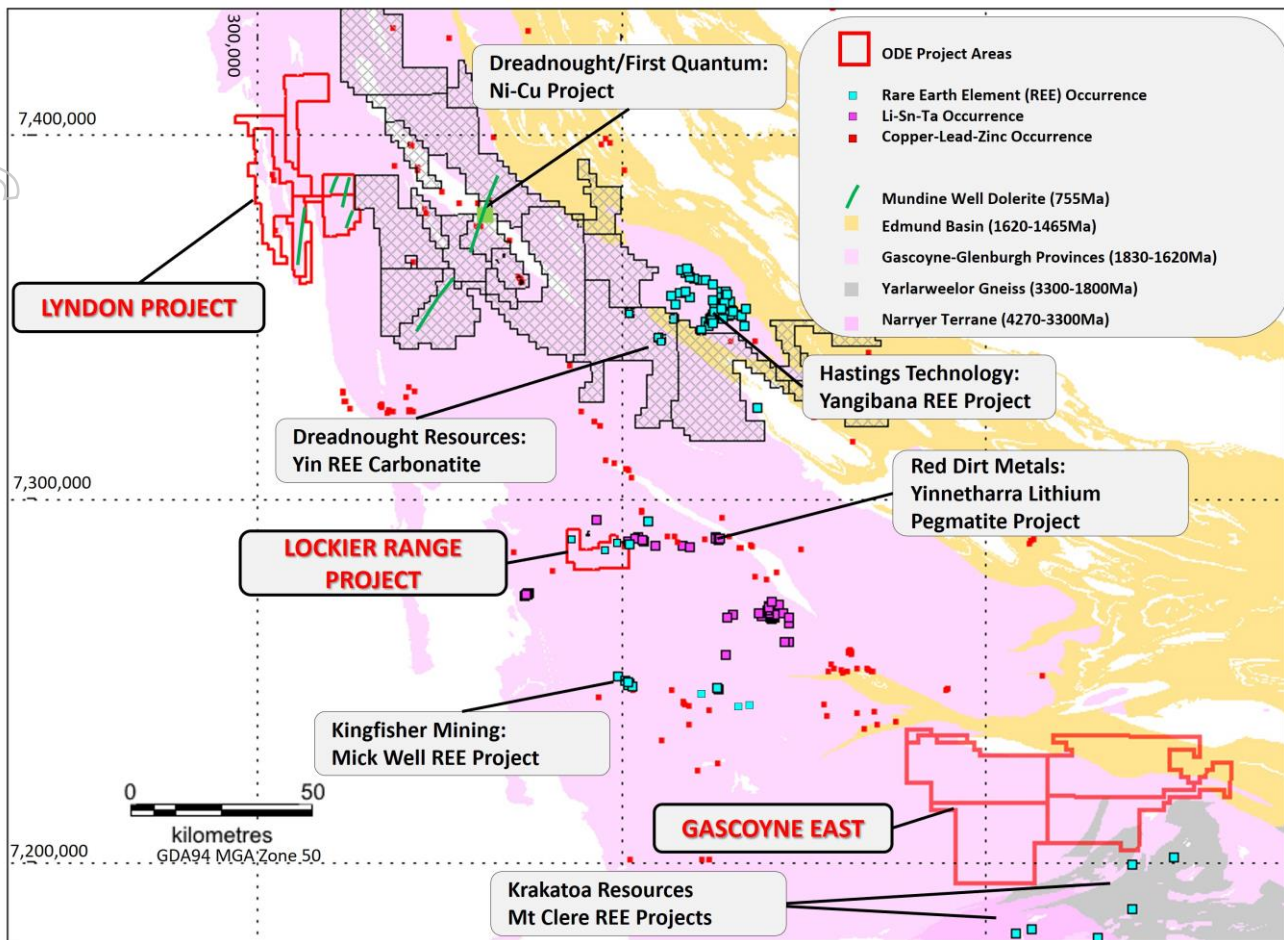 300,000
Dreadnought/First Quantum:
Ni-Cu Project
ODE Project Areas
Rare Earth Element (REE) Occurrence
Li-Sn-Ta Occurrence
Copper-Lead-Zinc Occurrence
Mundine Well Dolerite (755Ma)
Edmund Basin (1620-1465Ma)
Gascoyne-Glenburgh Provinces (1830-1620Ma)
Yarlarweelor Gneiss (3300-1800Ma)
Narryer Terrane (4270-3300Ma)
7,400,000
LYNDON PROJECT
Hastings Technology:
Yangibana REE Project
Dreadnought Resources:
Yin REE Carbonatite
Red Dirt Metals:
Yinnetharra Lithium
Pegmatite Project
7,300,000
LOCKIER RANGE
PROJECT
Kingfisher Mining:
Mick Well REE Project
0
50
kilometres
GDA94 MGA Zone 50
GASCOYNE EAST
7,200,000
Krakatoa Resources
Mt Clere REE Projects